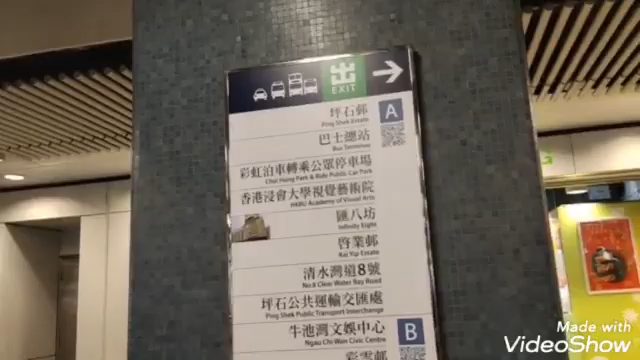 出
EXIT
A
坪石邨
Ping Shek Estate
巴士總站
Bus Terminus
彩虹泊車轉乘公眾停車場
Choi Hung Park & Ride Public Car Park
香港浸會大學視覺藝術院
HKBU Academy of Visual Arts
匯八坊
Infinity Eight
啓業邨
Kai Yip Estate
清水灣道8號
No.8 Clear Water Bay Road
坪石公共運輸交匯處
Ping Shek Public Transport Interchange
牛池灣文娛中心
Ngau Chi Wan Civic Centre
B
彩雲邨
Made with
VideoShow